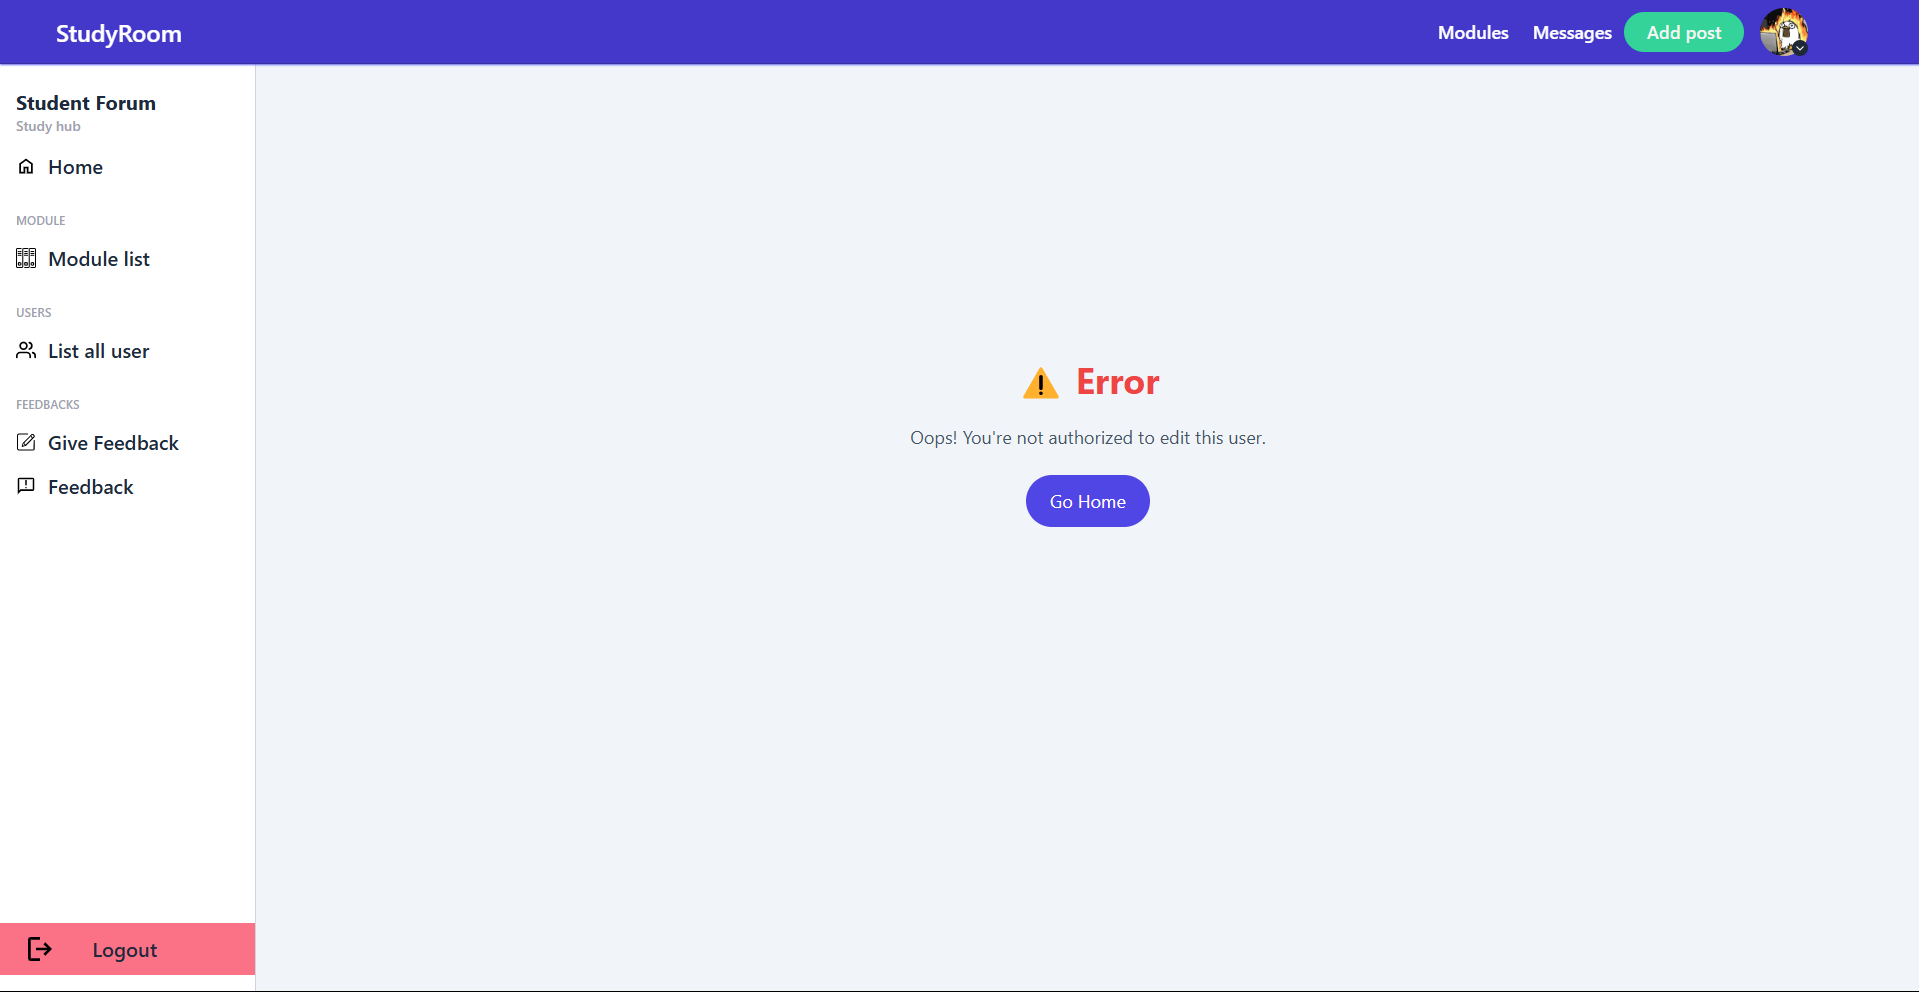 StudyRoom
Modules
Messages
Add post
Student Forum
Study hub
Home
MODULE
Module list
USERS
List all user
FEEDBACKS
Give Feedback
Feedback
Logout
Error
Oops! You're not authorized to edit this user.
Go Home